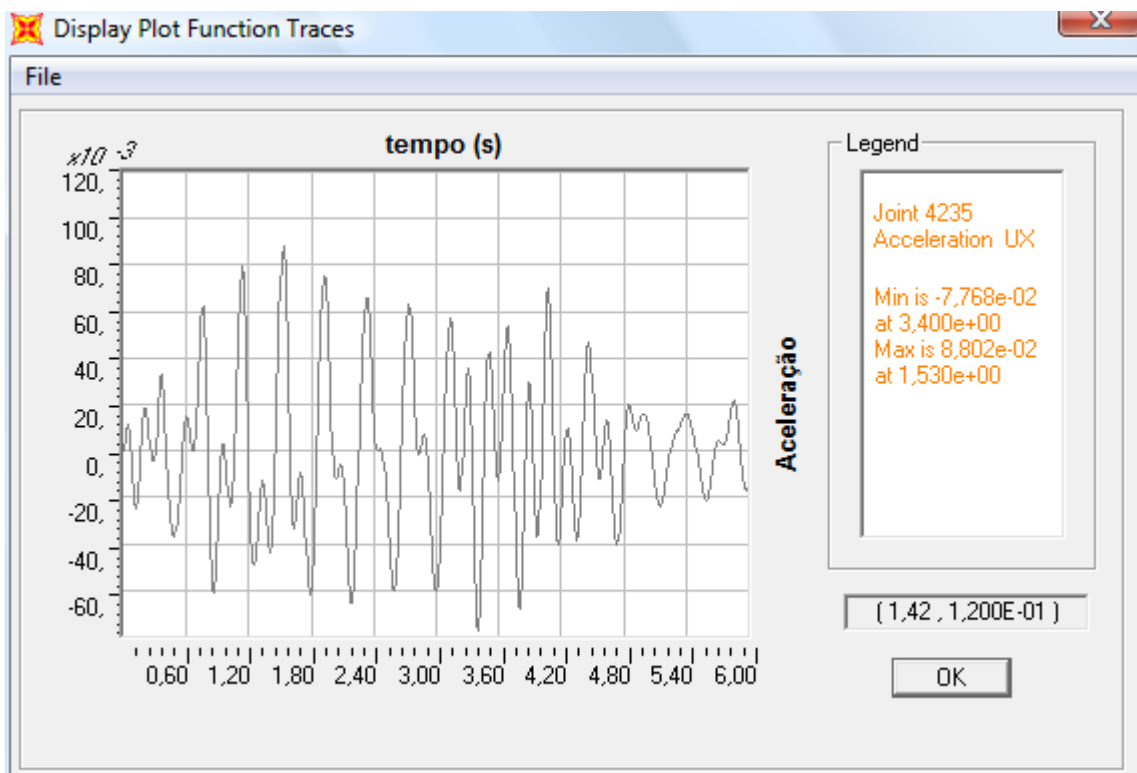 Display Plot Function Traces
X
File
tempo (s)
x10 -3
120,
100,
80,
60,
40,
20,
0,
-20,
-40,
-60,
0,60 1,20 1,80 2,40 3,00 3,60 4,20 4,80 5,40 6,00
Aceleração
Legend
Joint 4235
Acceleration UX
Min is -7,768e-02
at 3,400e+00
Max is 8,802e-02
at 1,530e+00
( 1,42 , 1,200E-01 )
OK